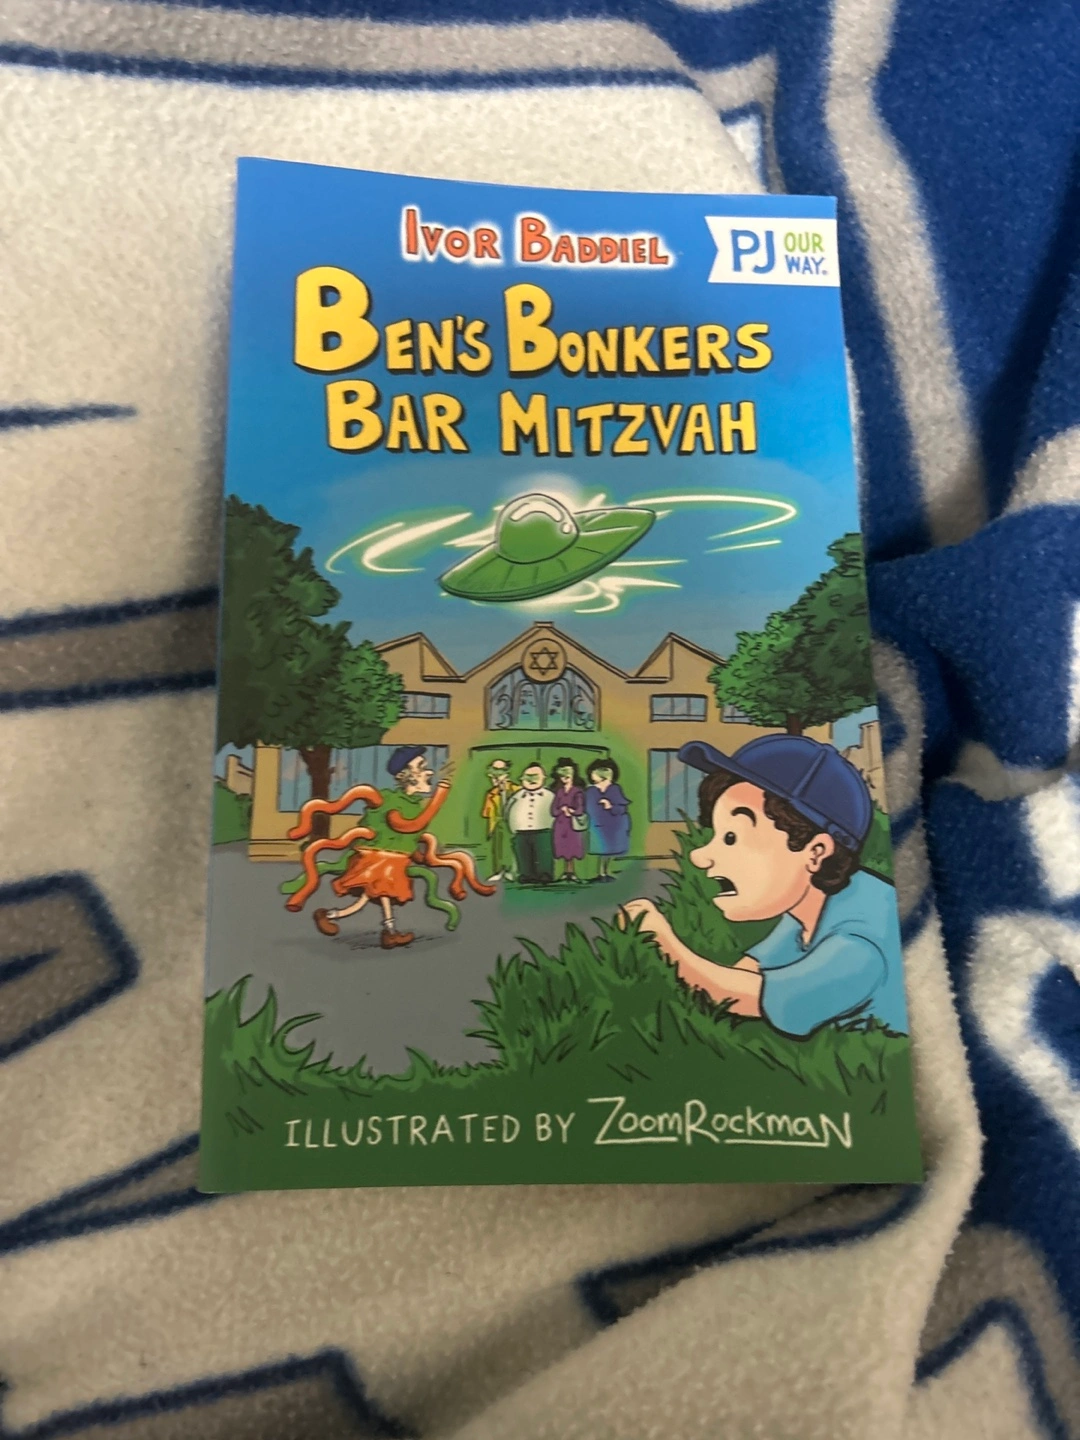 Ivor Baddiel
PJ OUR WAY.
Ben's Bonkers
Bar Mitzvah
ILLUSTRATED BY ZoomRockmaN